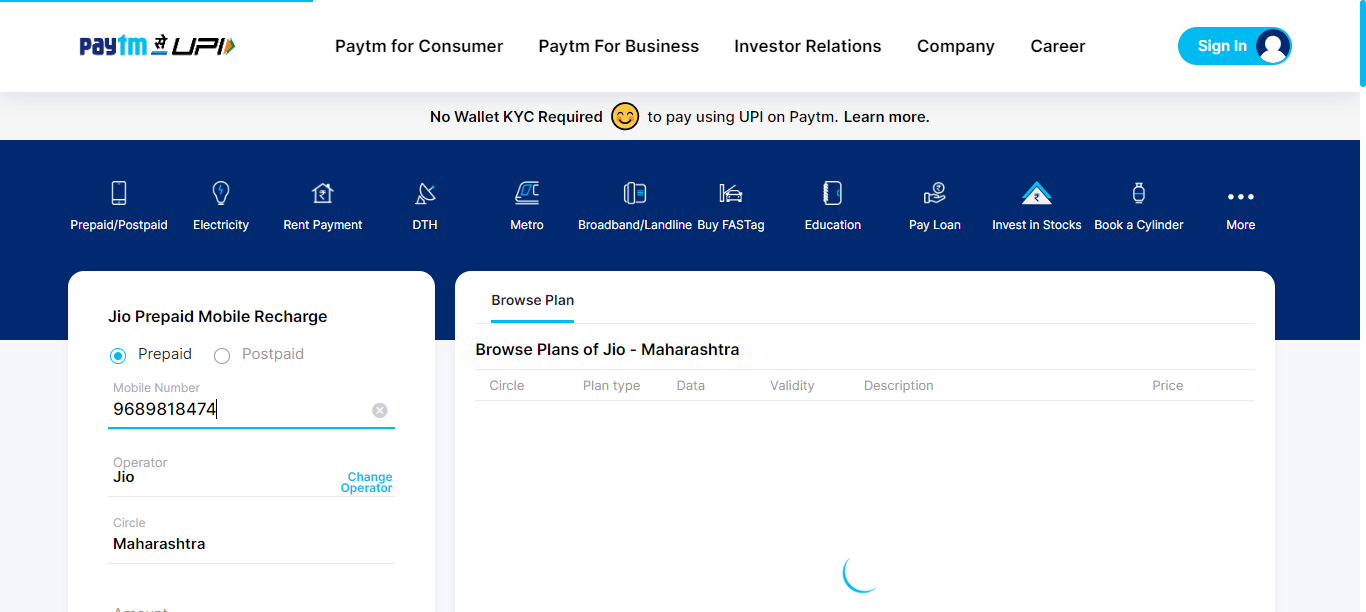 paytm से UPI
Paytm for Consumer
Paytm For Business
Investor Relations
Company
Career
Sign In
No Wallet KYC Required to pay using UPI on Paytm. Learn more.
Prepaid/Postpaid
Electricity
Rent Payment
DTH
Metro
Broadband/Landline
Buy FASTag
Education
Pay Loan
Invest in Stocks
Book a Cylinder
More
Jio Prepaid Mobile Recharge
Prepaid
Postpaid
Mobile Number
9689818474
Operator
Jio
Change
Operator
Circle
Maharashtra
Amount
Browse Plan
Browse Plans of Jio - Maharashtra
Circle
Plan type
Data
Validity
Description
Price